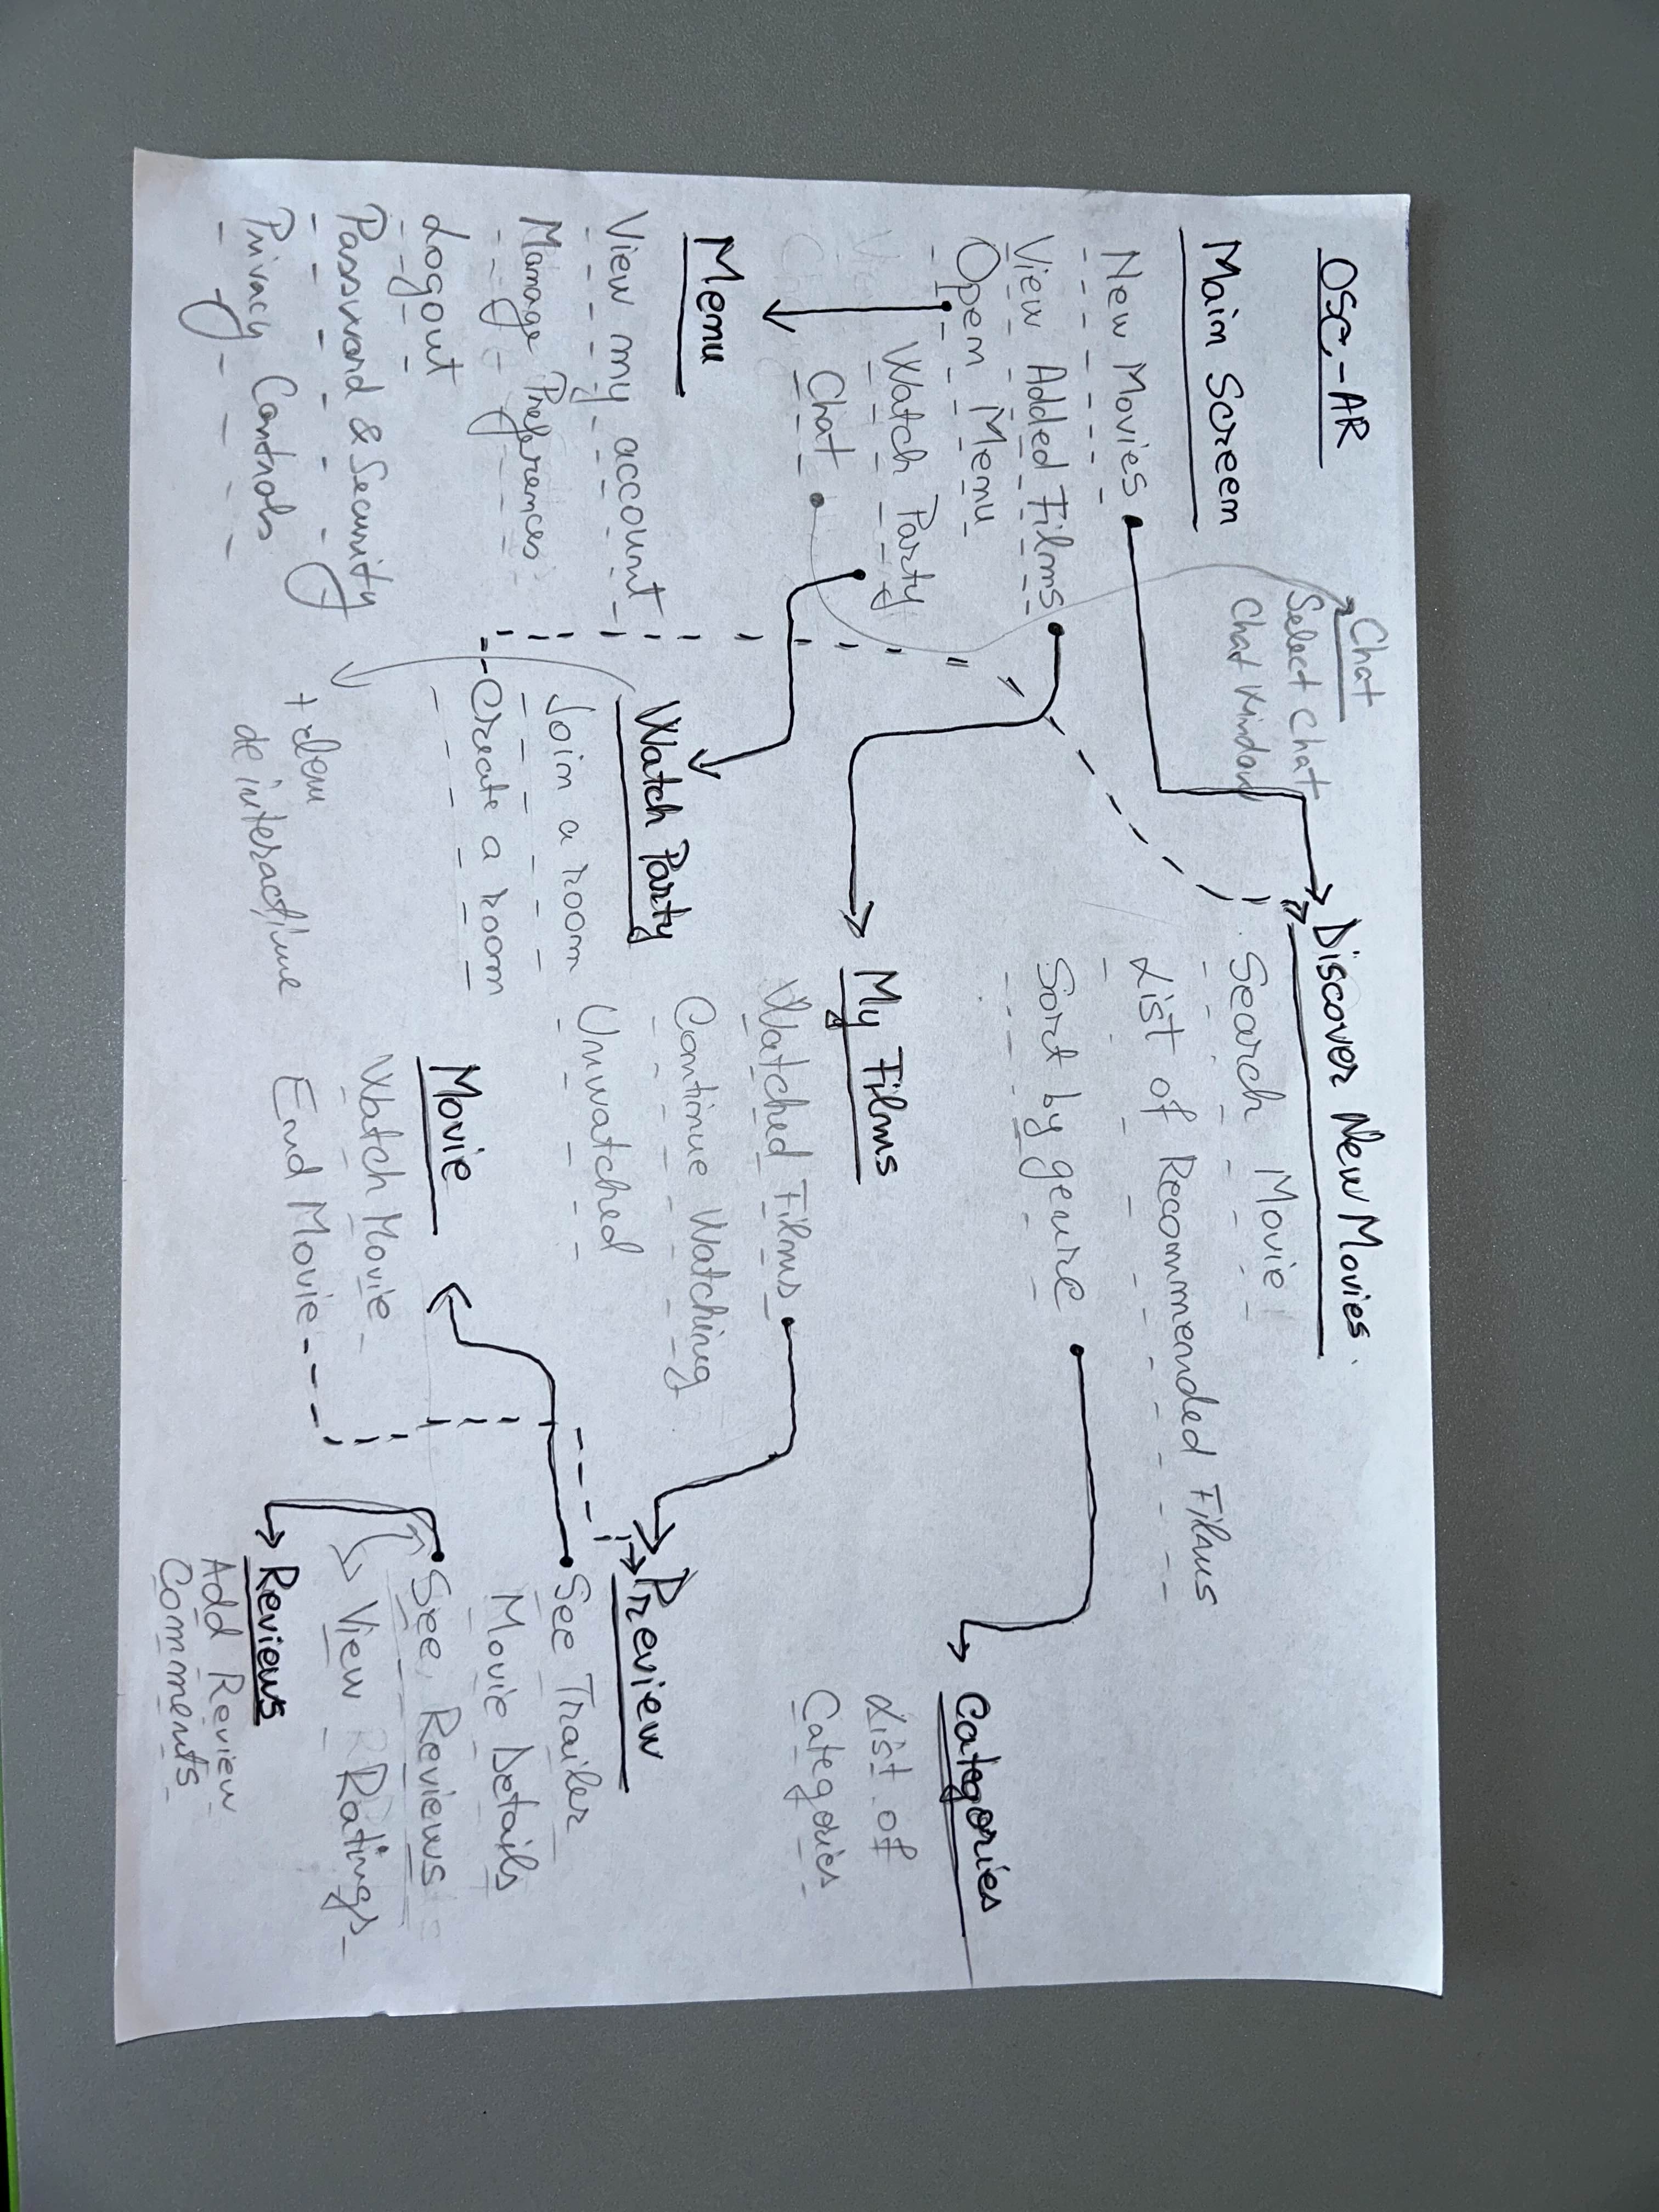 OSC-AR
Main Screen
New Movies
View Added Films
Open Menu
Watch Party
Chat
Chat
Select Chat
Chat Window
Discover New Movies
Search Movie
List of Recommended Films
Sort by genre
Categories
List of
Categories
My Films
Watched Films
Continue Watching
Unwatched
Menu
View my account
Manage Preferences
Logout
Password & Security
Privacy Controls
Watch Party
Join a room
Create a room
de interactiune
Movie
Watch Movie
End Movie
Preview
See Trailer
Movie Details
See Reviews
View Ratings
Reviews
Add Review
Comments